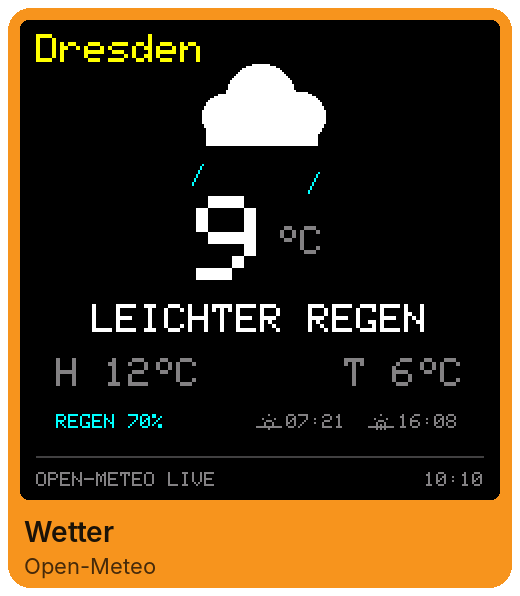 Dresden
9 °C
LEICHTER REGEN
H 12°C T 6°C
REGEN 70% 07:21 16:08
OPEN-METEO LIVE 10:10
Wetter
Open-Meteo